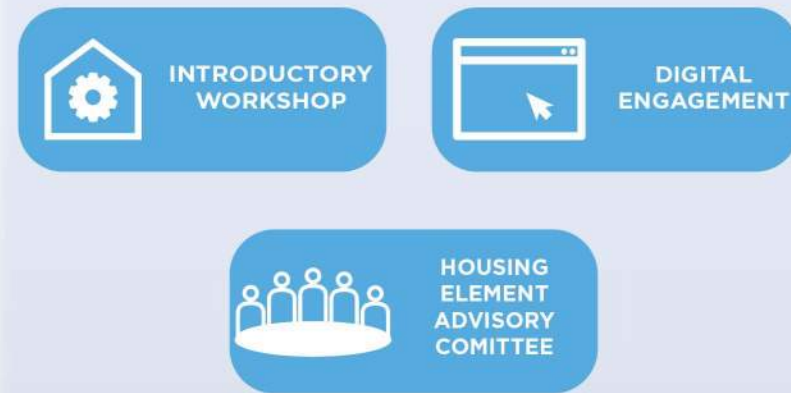 INTRODUCTORY
WORKSHOP
DIGITAL
ENGAGEMENT
HOUSING
ELEMENT
ADVISORY
COMITTEE